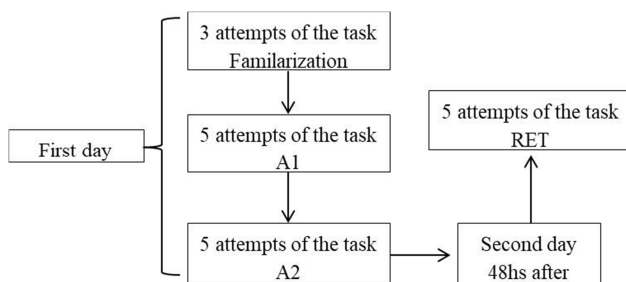 3 attempts of the task
Familarization
First day
5 attempts of the task
A1
5 attempts of the task
A2
Second day
48hs after
5 attempts of the task
RET